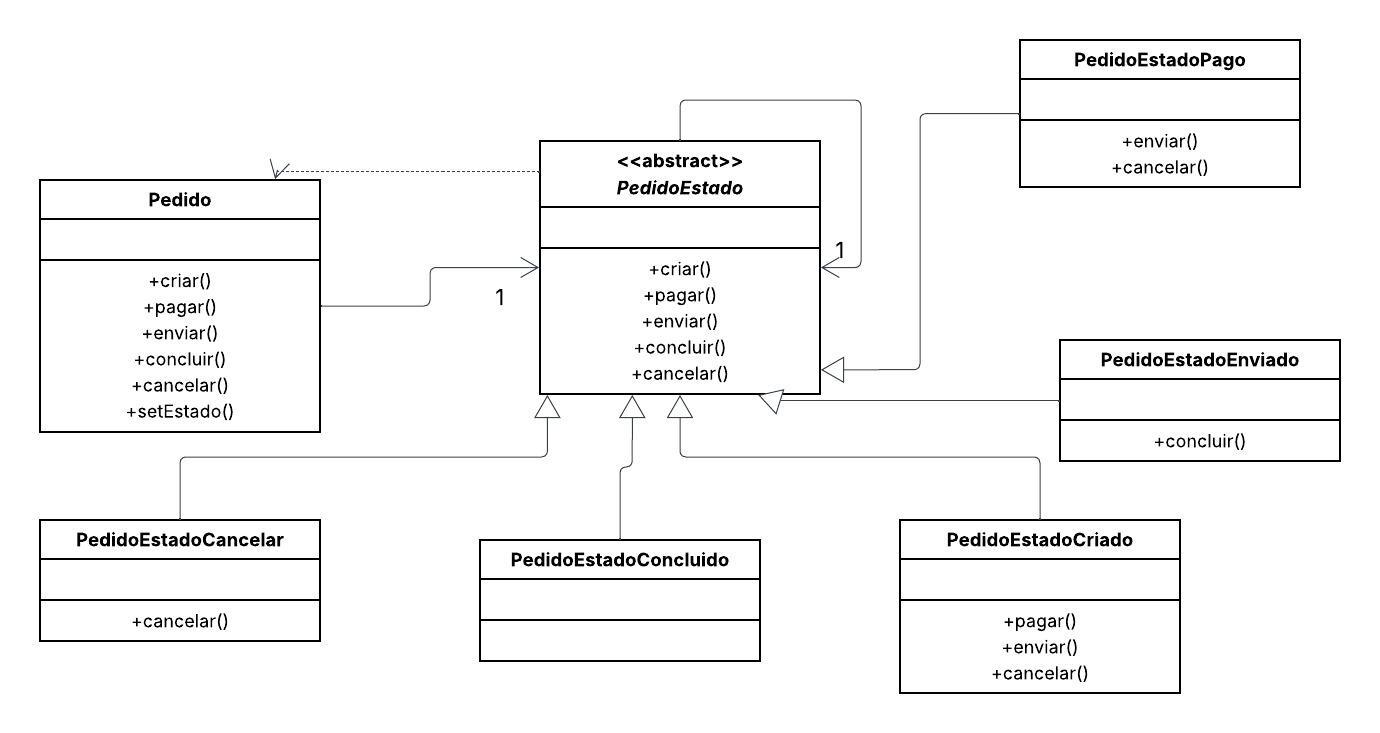 PedidoEstadoPago
+enviar()
+cancelar()
<<abstract>>
PedidoEstado
+criar()
+pagar()
+enviar()
+concluir()
+cancelar()
1
Pedido
+criar()
+pagar()
+enviar()
+concluir()
+cancelar()
+setEstado()
1
PedidoEstadoEnviado
+concluir()
PedidoEstadoCancelar
+cancelar()
PedidoEstadoConcluido
PedidoEstadoCriado
+pagar()
+enviar()
+cancelar()